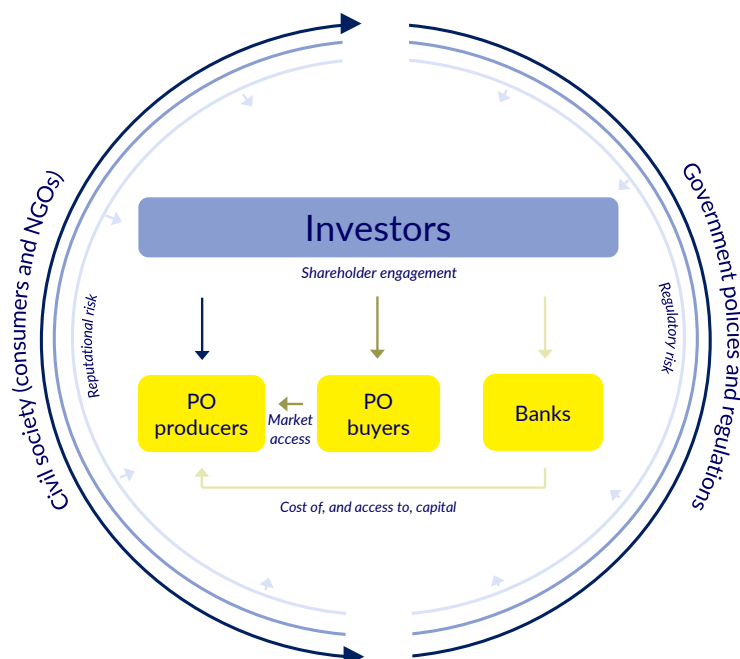 Civil society (consumers and NGOs)
Government policies and regulations
Reputational risk
Regulatory risk
Investors
Shareholder engagement
PO
producers
Market
access
PO
buyers
Banks
Cost of, and access to, capital